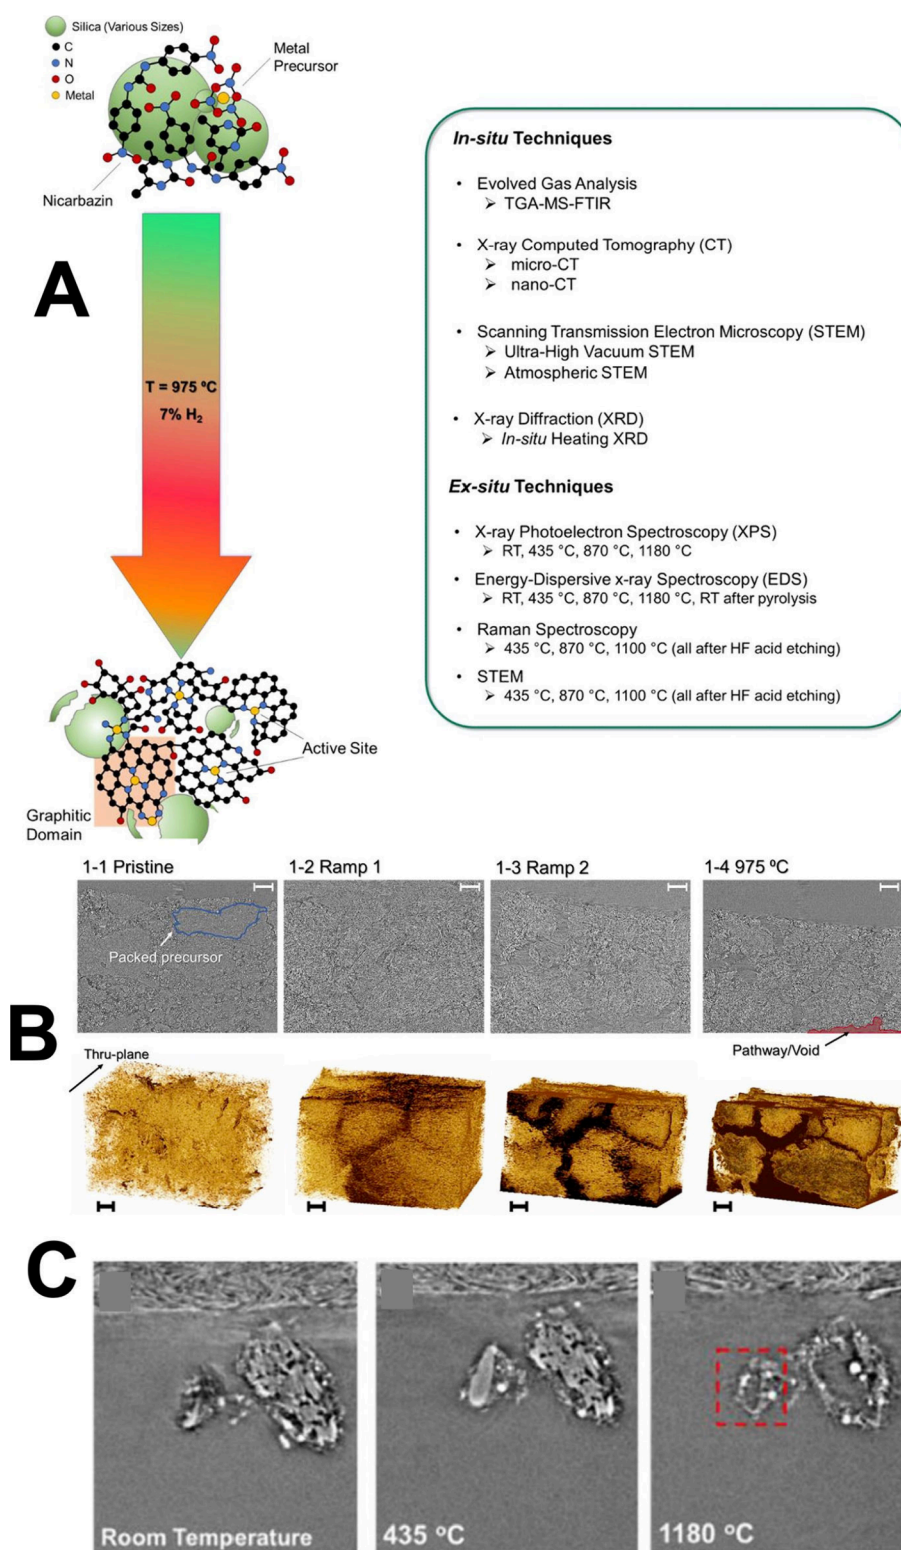 Silica (Various Sizes)
C
N
O
Metal
Metal
Precursor
Nicarbazin
A
T = 975 ºC
7% H₂
Active Site
Graphitic
Domain
In-situ Techniques
• Evolved Gas Analysis
➢ TGA-MS-FTIR
• X-ray Computed Tomography (CT)
➢ micro-CT
➢ nano-CT
• Scanning Transmission Electron Microscopy (STEM)
➢ Ultra-High Vacuum STEM
➢ Atmospheric STEM
• X-ray Diffraction (XRD)
➢ In-situ Heating XRD
Ex-situ Techniques
• X-ray Photoelectron Spectroscopy (XPS)
➢ RT, 435 °C, 870 °C, 1180 °C
• Energy-Dispersive x-ray Spectroscopy (EDS)
➢ RT, 435 °C, 870 °C, 1180 °C, RT after pyrolysis
• Raman Spectroscopy
➢ 435 °C, 870 °C, 1100 °C (all after HF acid etching)
• STEM
➢ 435 °C, 870 °C, 1100 °C (all after HF acid etching)
B
1-1 Pristine
1-2 Ramp 1
1-3 Ramp 2
1-4 975 ºC
Packed precursor
Pathway/Void
Thru-plane
C
Room Temperature
435 °C
1180 °C